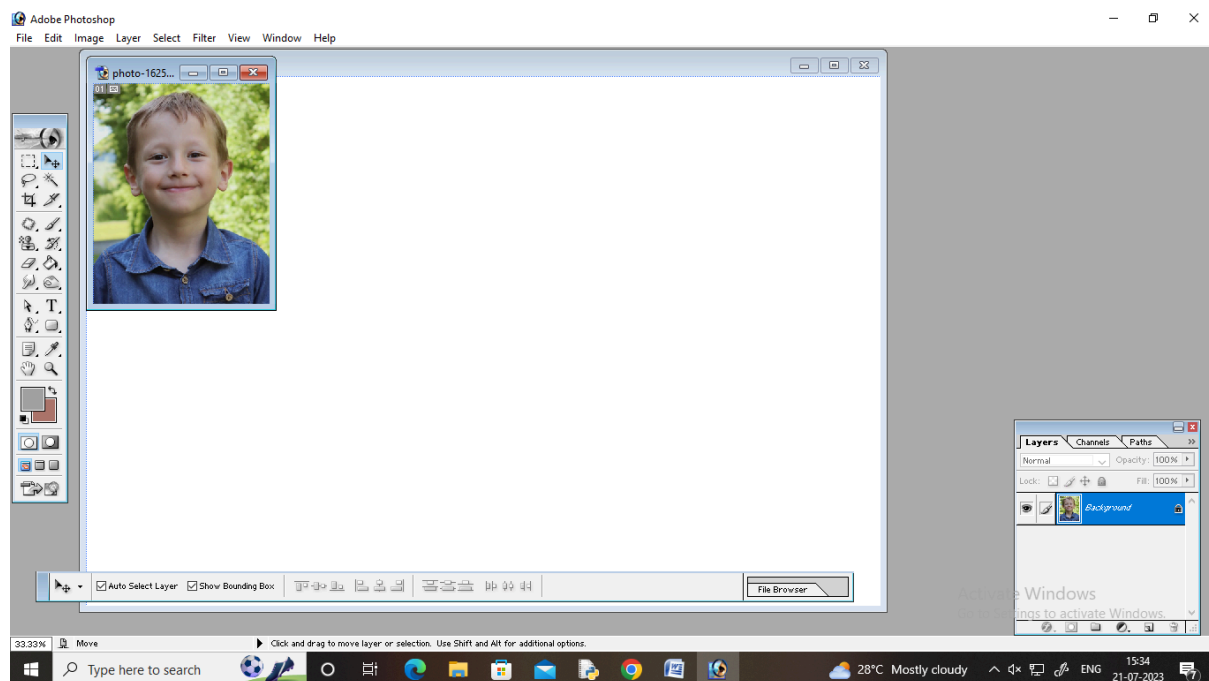 Adobe Photoshop
File Edit Image Layer Select Filter View Window Help
photo-1625...
01
Layers Channels Paths
Normal Opacity: 100%
Lock: Fill: 100%
Background
Auto Select Layer Show Bounding Box File Browser
Activate Windows
ings to activate Windows.
33.33% Move Click and drag to move layer or selection. Use Shift and Alt for additional options.
Type here to search 28°C Mostly cloudy ENG 15:34
21-07-2023
7